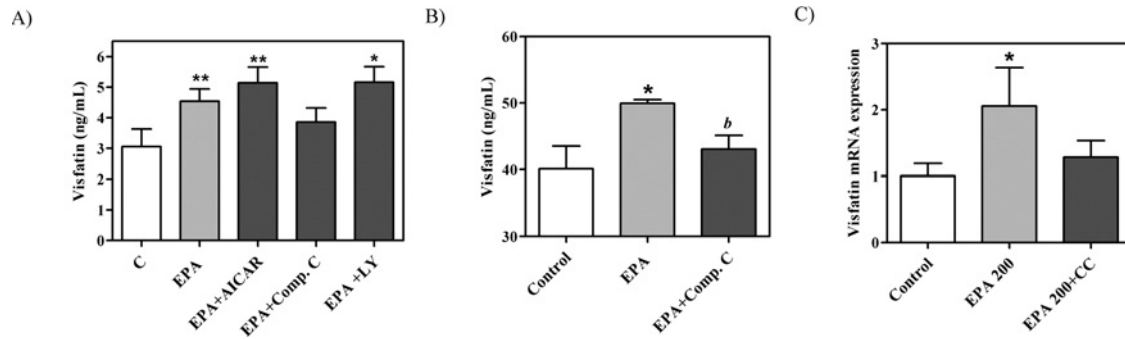 A)
Visfatin (ng/mL)
6
5
4
3
2
1
0
** ** *
C
EPA
EPA+AICAR
EPA+Comp. C
EPA +LY
B)
Visfatin (ng/mL)
60
50
40
30
*
b
Control
EPA
EPA+Comp. C
C)
Visfatin mRNA expression
3
2
1
0
*
Control
EPA 200
EPA 200+CC